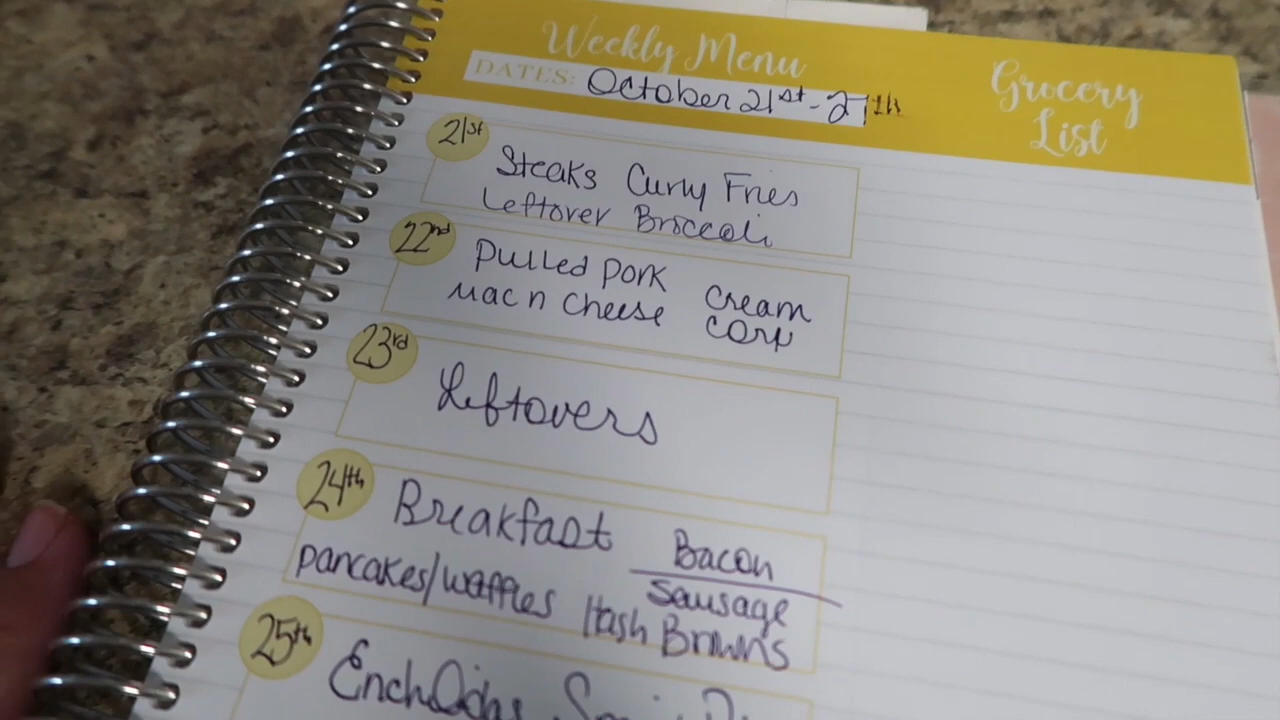 Weekly Menu
DATES: October 21st - 27th
Grocery
List
21st
Steaks Curly Fries
Leftover Broccoli
22nd
Pulled Pork Cream
Mac n Cheese Corn
23rd
Leftovers
24th
Breakfast Bacon
Sausage
pancakes/waffles Hash Browns
25th